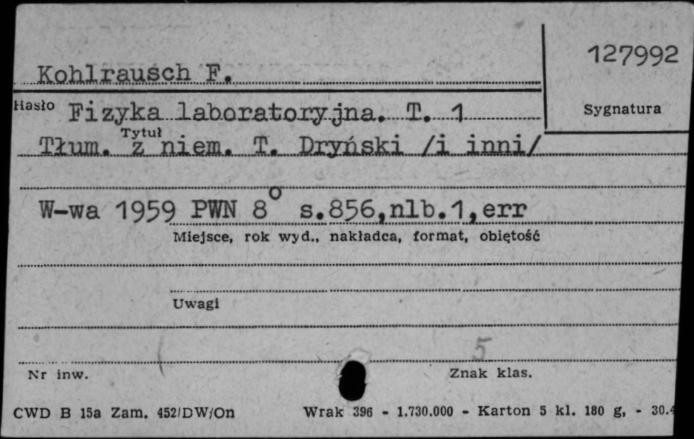 127992
Kohlrausch F.
Hasło Fizyka laboratoryjna. T. 1
Sygnatura
Tytuł
Tłum. z niem. T. Dryński /i inni/
W-wa 1959 PWN 8° s.856,nlb.1,err
Miejsce, rok wyd., nakładca, format, objętość
Uwagi
5
Nr inw.
Znak klas.
CWD B 15a Zam. 452/DW/On Wrak 396 - 1.730.000 - Karton 5 kl. 180 g, - 30.4